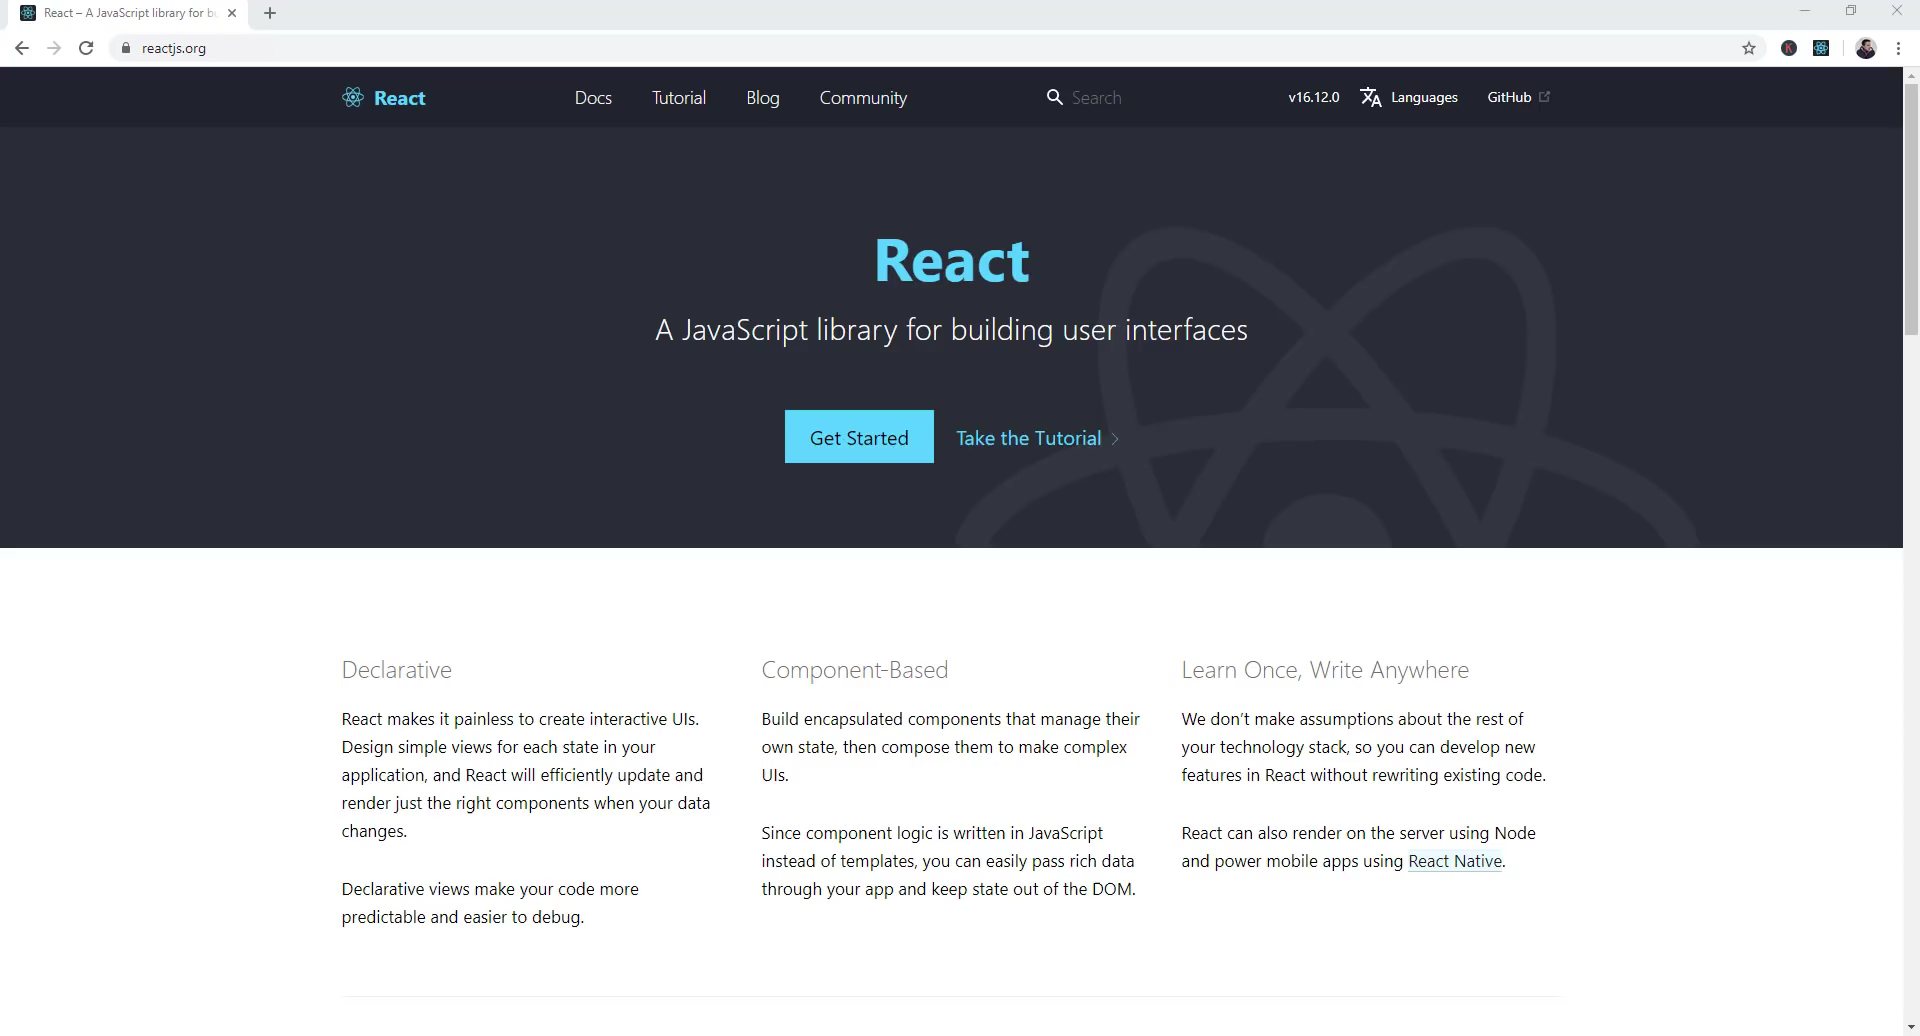 React – A JavaScript library for bu
reactjs.org
K
React
Docs
Tutorial
Blog
Community
Search
v16.12.0
Languages
GitHub
React
A JavaScript library for building user interfaces
Get Started
Take the Tutorial
Declarative
React makes it painless to create interactive UIs.
Design simple views for each state in your
application, and React will efficiently update and
render just the right components when your data
changes.
Declarative views make your code more
predictable and easier to debug.
Component-Based
Build encapsulated components that manage their
own state, then compose them to make complex
UIs.
Since component logic is written in JavaScript
instead of templates, you can easily pass rich data
through your app and keep state out of the DOM.
Learn Once, Write Anywhere
We don’t make assumptions about the rest of
your technology stack, so you can develop new
features in React without rewriting existing code.
React can also render on the server using Node
and power mobile apps using React Native.